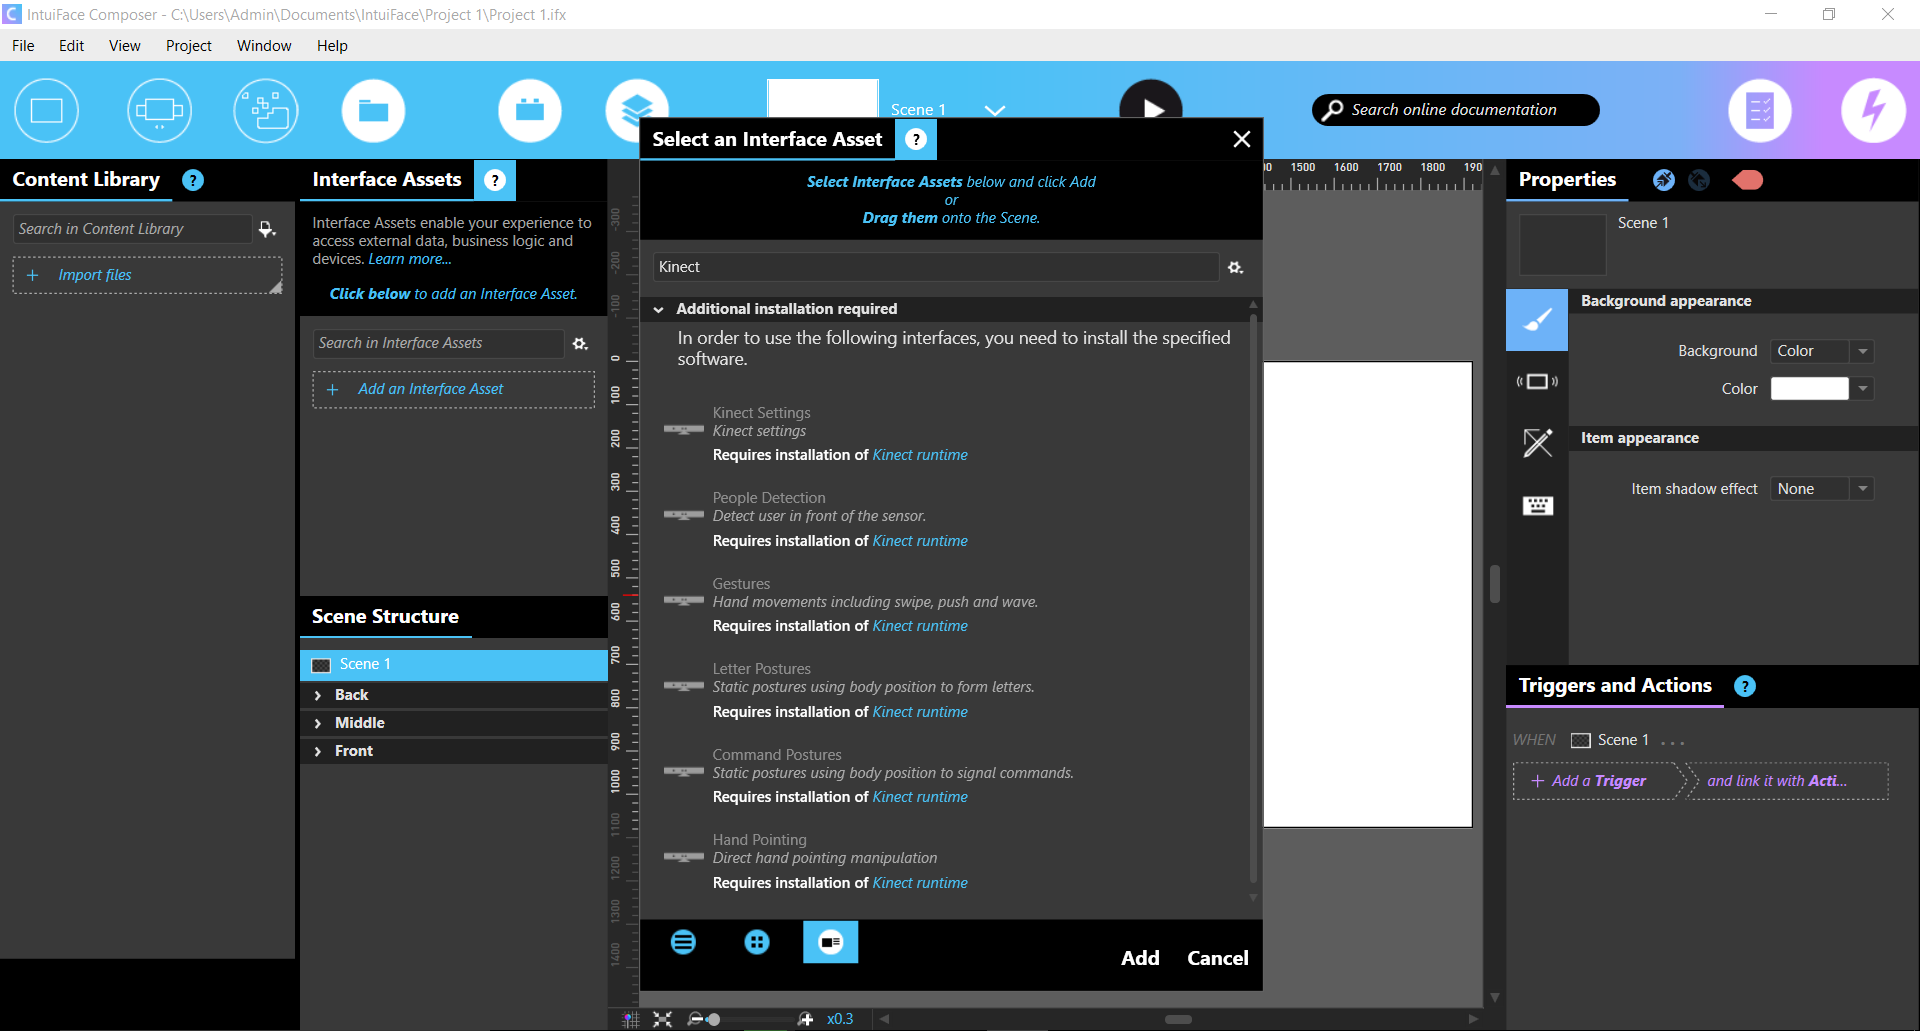 IntuiFace Composer - C:\Users\Admin\Documents\IntuiFace\Project 1\Project 1.ifx
File Edit View Project Window Help
Scene 1
Search online documentation
Content Library ?
Search in Content Library
+ Import files
Interface Assets ?
Interface Assets enable your experience to
access external data, business logic and
devices. Learn more...
Click below to add an Interface Asset.
Search in Interface Assets
+ Add an Interface Asset
Scene Structure
Scene 1
Back
Middle
Front
-300
-200
-100
0
100
200
300
400
500
600
700
800
900
1000
1100
1200
1300
1400
Select an Interface Asset ?
Select Interface Assets below and click Add
or
Drag them onto the Scene.
Kinect
Additional installation required
In order to use the following interfaces, you need to install the specified
software.
Kinect Settings
Kinect settings
Requires installation of Kinect runtime
People Detection
Detect user in front of the sensor.
Requires installation of Kinect runtime
Gestures
Hand movements including swipe, push and wave.
Requires installation of Kinect runtime
Letter Postures
Static postures using body position to form letters.
Requires installation of Kinect runtime
Command Postures
Static postures using body position to signal commands.
Requires installation of Kinect runtime
Hand Pointing
Direct hand pointing manipulation
Requires installation of Kinect runtime
Add Cancel
1500 1600 1700 1800 190
x0.3
Properties
Scene 1
Background appearance
Background Color
Color
Item appearance
Item shadow effect None
Triggers and Actions ?
WHEN Scene 1 ...
+ Add a Trigger and link it with Acti...